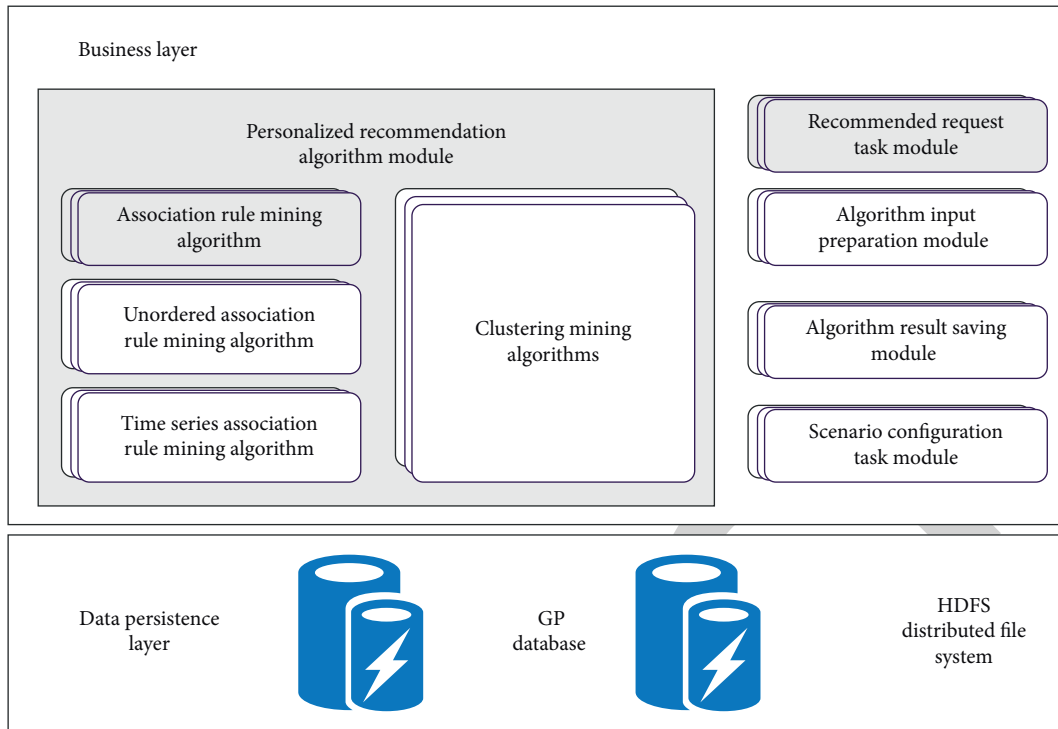 Business layer
Personalized recommendation
algorithm module
Association rule mining
algorithm
Unordered association
rule mining algorithm
Time series association
rule mining algorithm
Clustering mining
algorithms
Recommended request
task module
Algorithm input
preparation module
Algorithm result saving
module
Scenario configuration
task module
Data persistence
layer
GP
database
HDFS
distributed file
system